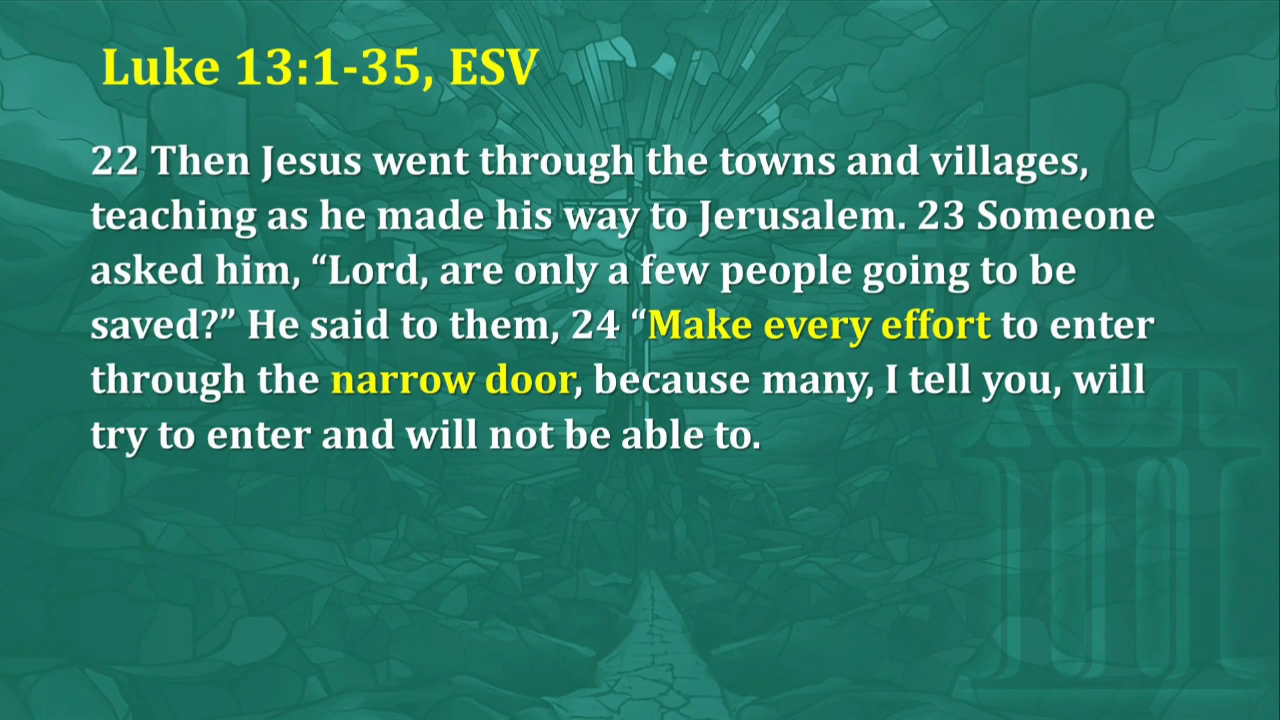 Luke 13:1-35, ESV
22 Then Jesus went through the towns and villages,
teaching as he made his way to Jerusalem. 23 Someone
asked him, “Lord, are only a few people going to be
saved?” He said to them, 24 “Make every effort to enter
through the narrow door, because many, I tell you, will
try to enter and will not be able to.
ACT
III